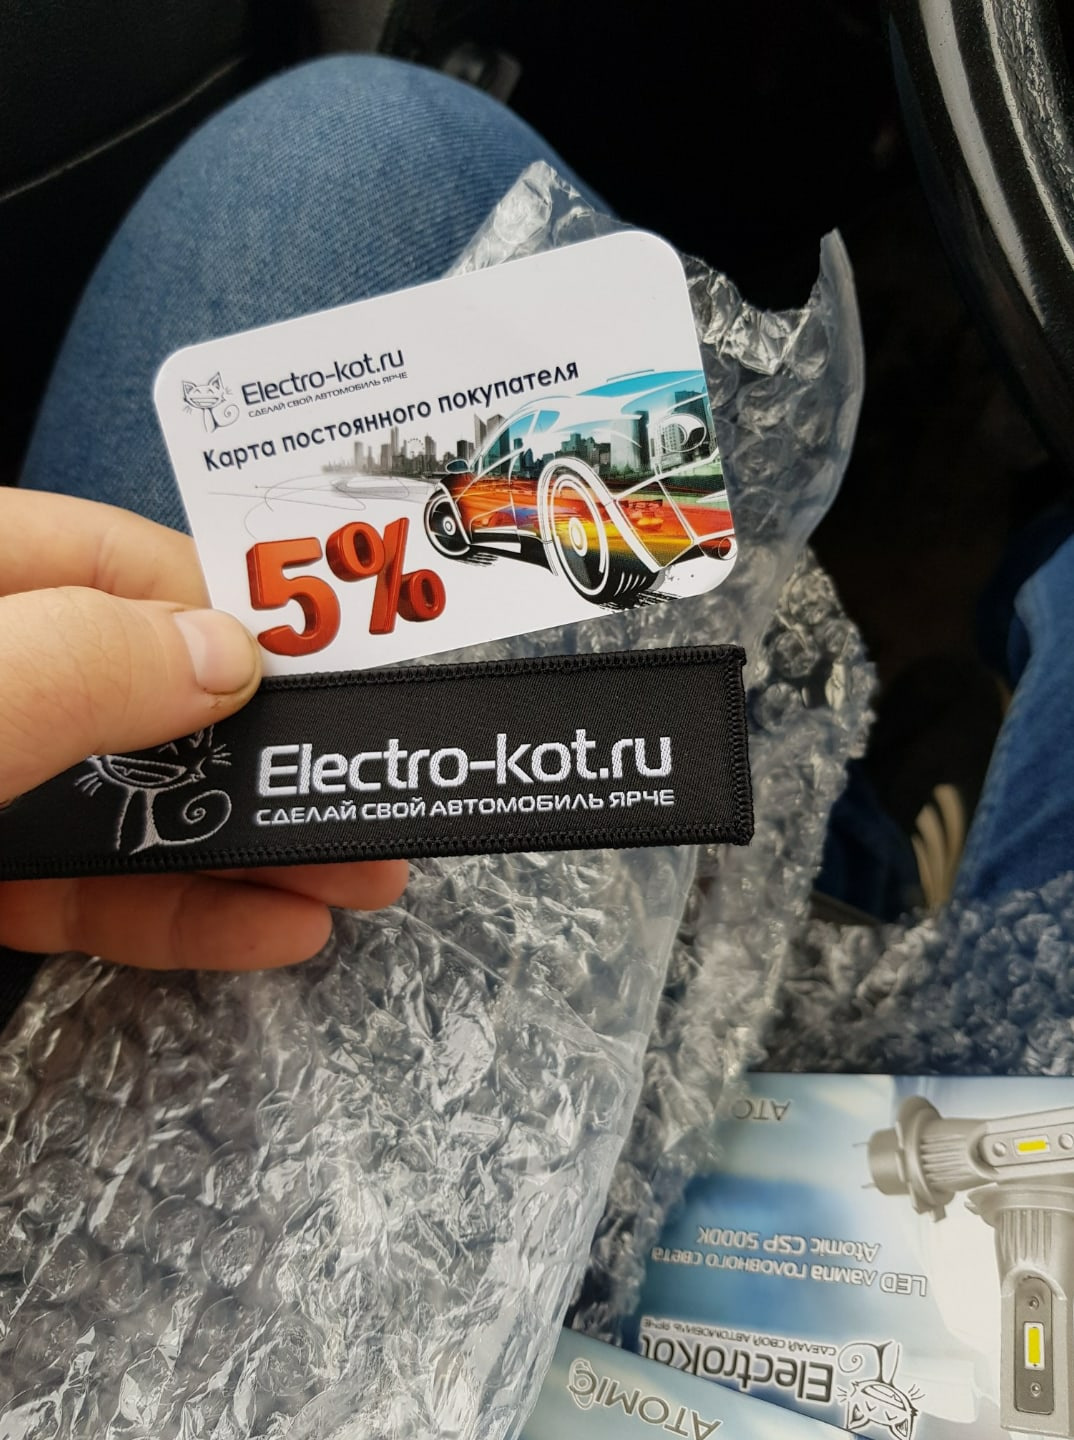 Electro-kot.ru
СДЕЛАЙ СВОЙ АВТОМОБИЛЬ ЯРЧЕ
Карта постоянного покупателя
5%
Electro-kot.ru
СДЕЛАЙ СВОЙ АВТОМОБИЛЬ ЯРЧЕ
ElectroKot
СДЕЛАЙ СВОЙ АВТОМОБИЛЬ ЯРЧЕ
LED лампа головного света
Atomic CSP 5000K
ATOMIC